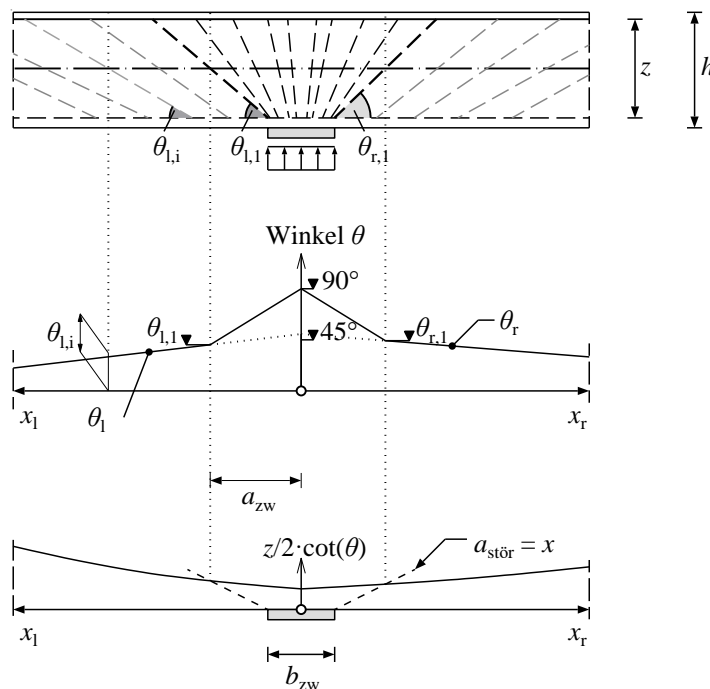 z
h
θl,i
θl,1
θr,1
Winkel θ
90°
θl,i
θl,1
45°
θr,1
θr
θl
xl
xr
azw
z/2·cot(θ)
astör = x
xl
xr
bzw